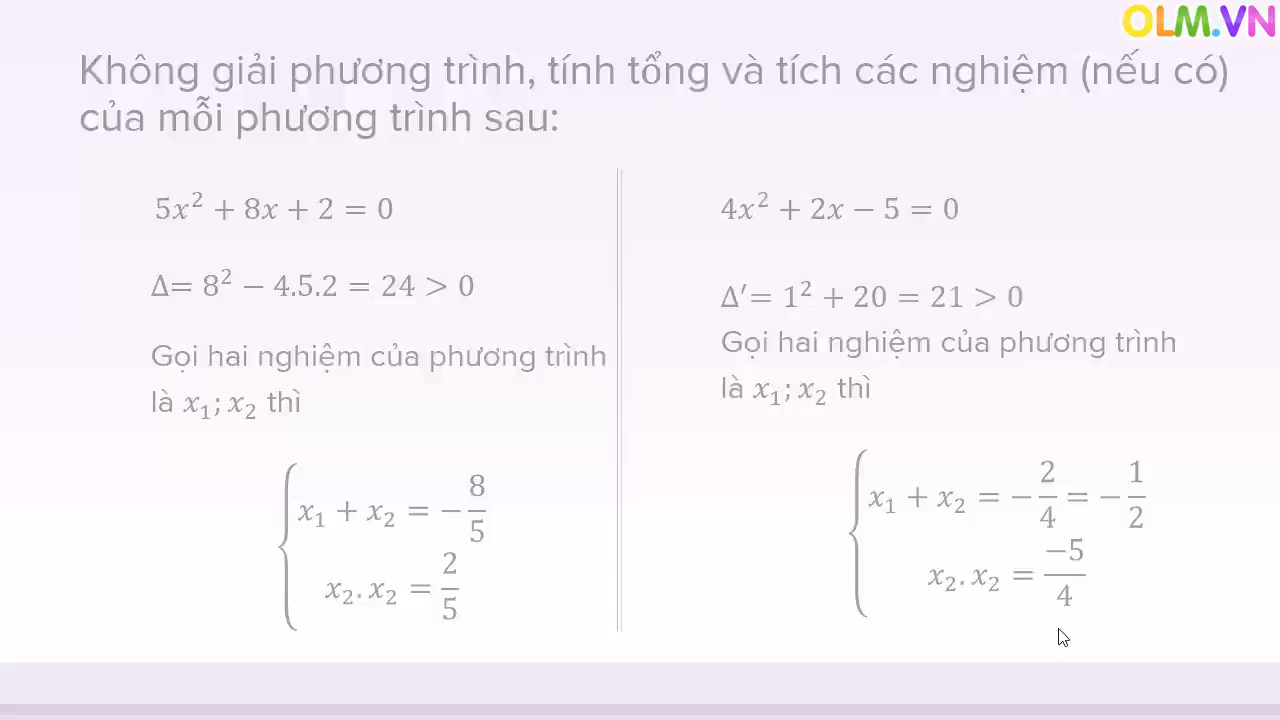 OLM.VN
Không giải phương trình, tính tổng và tích các nghiệm (nếu có)
của mỗi phương trình sau:
5x² + 8x + 2 = 0
Δ= 8² − 4.5.2 = 24 > 0
Gọi hai nghiệm của phương trình
là x₁; x₂ thì
x₁ + x₂ = −8/5
x₂. x₂ = 2/5
4x² + 2x − 5 = 0
Δ′= 1² + 20 = 21 > 0
Gọi hai nghiệm của phương trình
là x₁; x₂ thì
x₁ + x₂ = −2/4 = −1/2
x₂. x₂ = −5/4